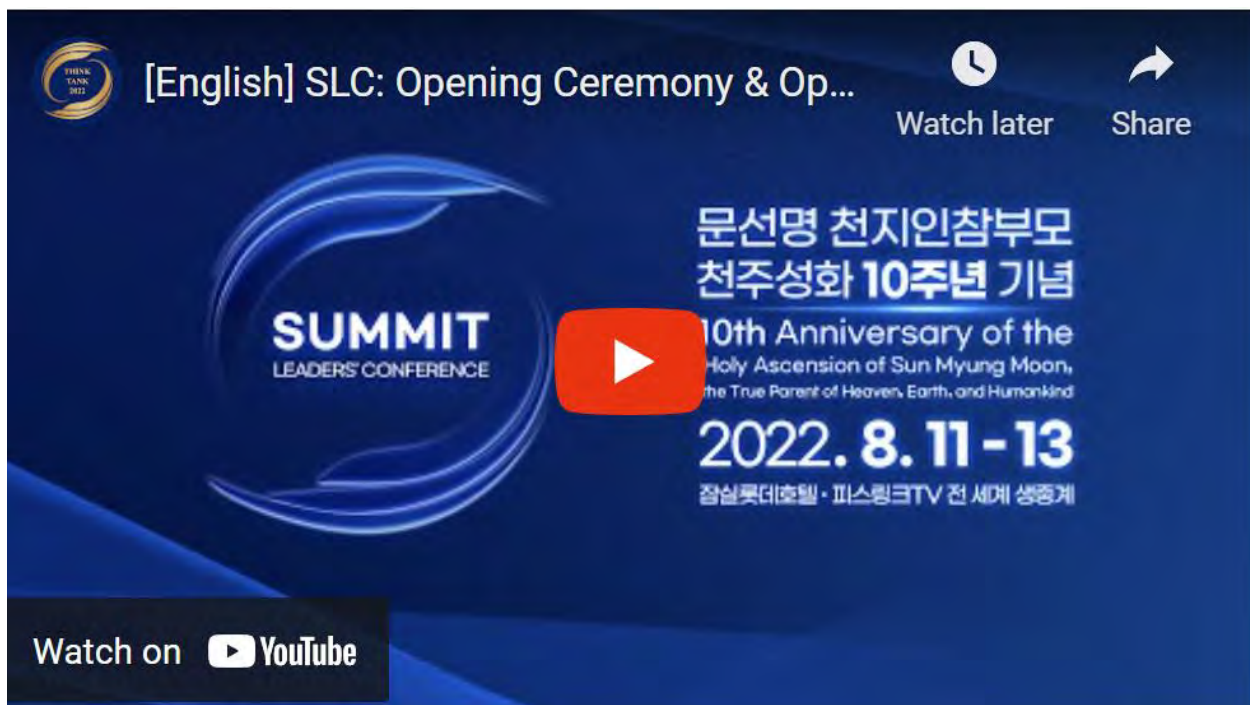 THINK
TANK
2022
[English] SLC: Opening Ceremony & Op...
Watch later
Share
SUMMIT
LEADERS' CONFERENCE
문선명 천지인참부모
천주성화 10주년 기념
10th Anniversary of the
Holy Ascension of Sun Myung Moon,
the True Parent of Heaven, Earth, and Humankind
2022. 8. 11 - 13
잠실롯데호텔 · 피스링크TV 전 세계 생중계
Watch on YouTube